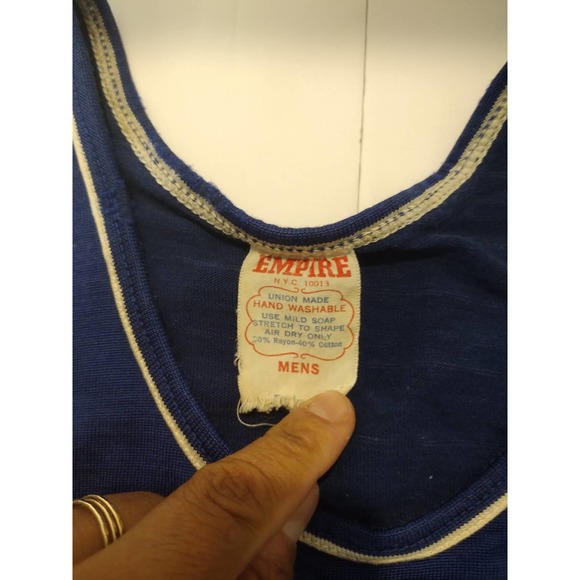 EMPIRE
N.Y.C. 10013
UNION MADE
HAND WASHABLE
USE MILD SOAP
STRETCH TO SHAPE
AIR DRY ONLY
Rayon-40% Cotton
MENS